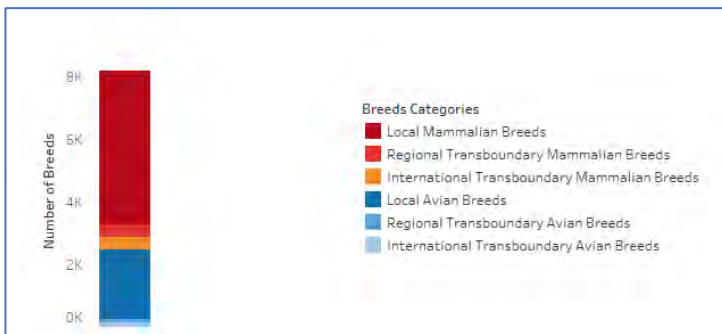 8K
6K
4K
2K
0K
Number of Breeds
Breeds Categories
Local Mammalian Breeds
Regional Transboundary Mammalian Breeds
International Transboundary Mammalian Breeds
Local Avian Breeds
Regional Transboundary Avian Breeds
International Transboundary Avian Breeds